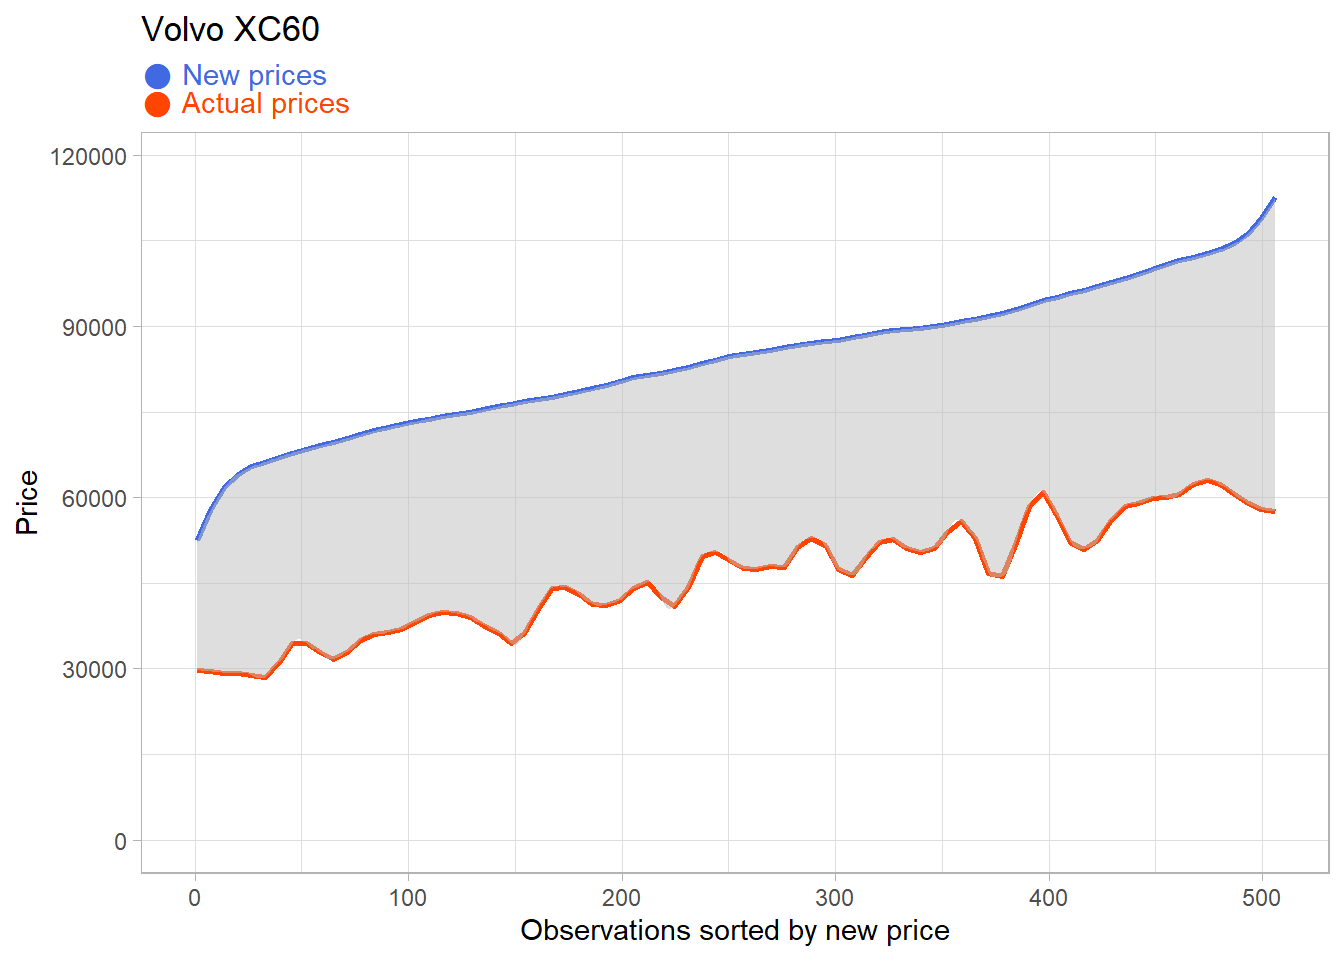 Volvo XC60
New prices
Actual prices
120000
90000
60000
30000
0
Price
0 100 200 300 400 500
Observations sorted by new price